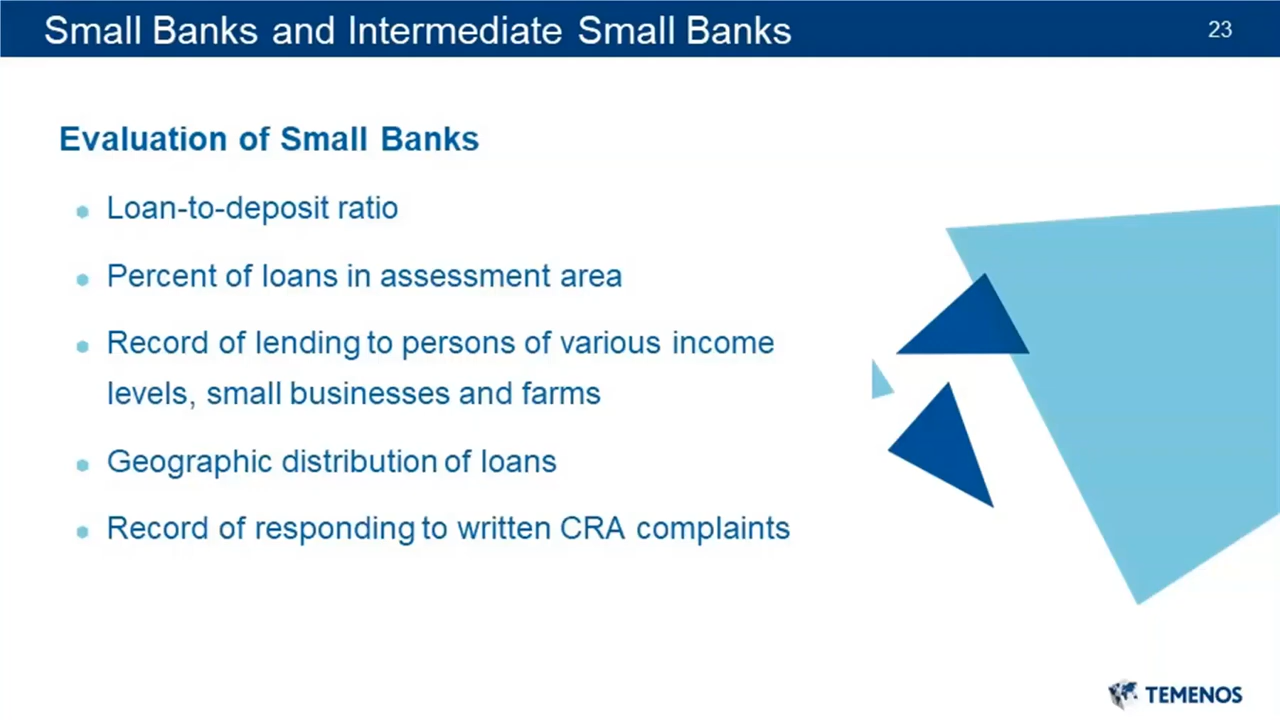 Small Banks and Intermediate Small Banks
23
Evaluation of Small Banks
Loan-to-deposit ratio
Percent of loans in assessment area
Record of lending to persons of various income
levels, small businesses and farms
Geographic distribution of loans
Record of responding to written CRA complaints
TEMENOS